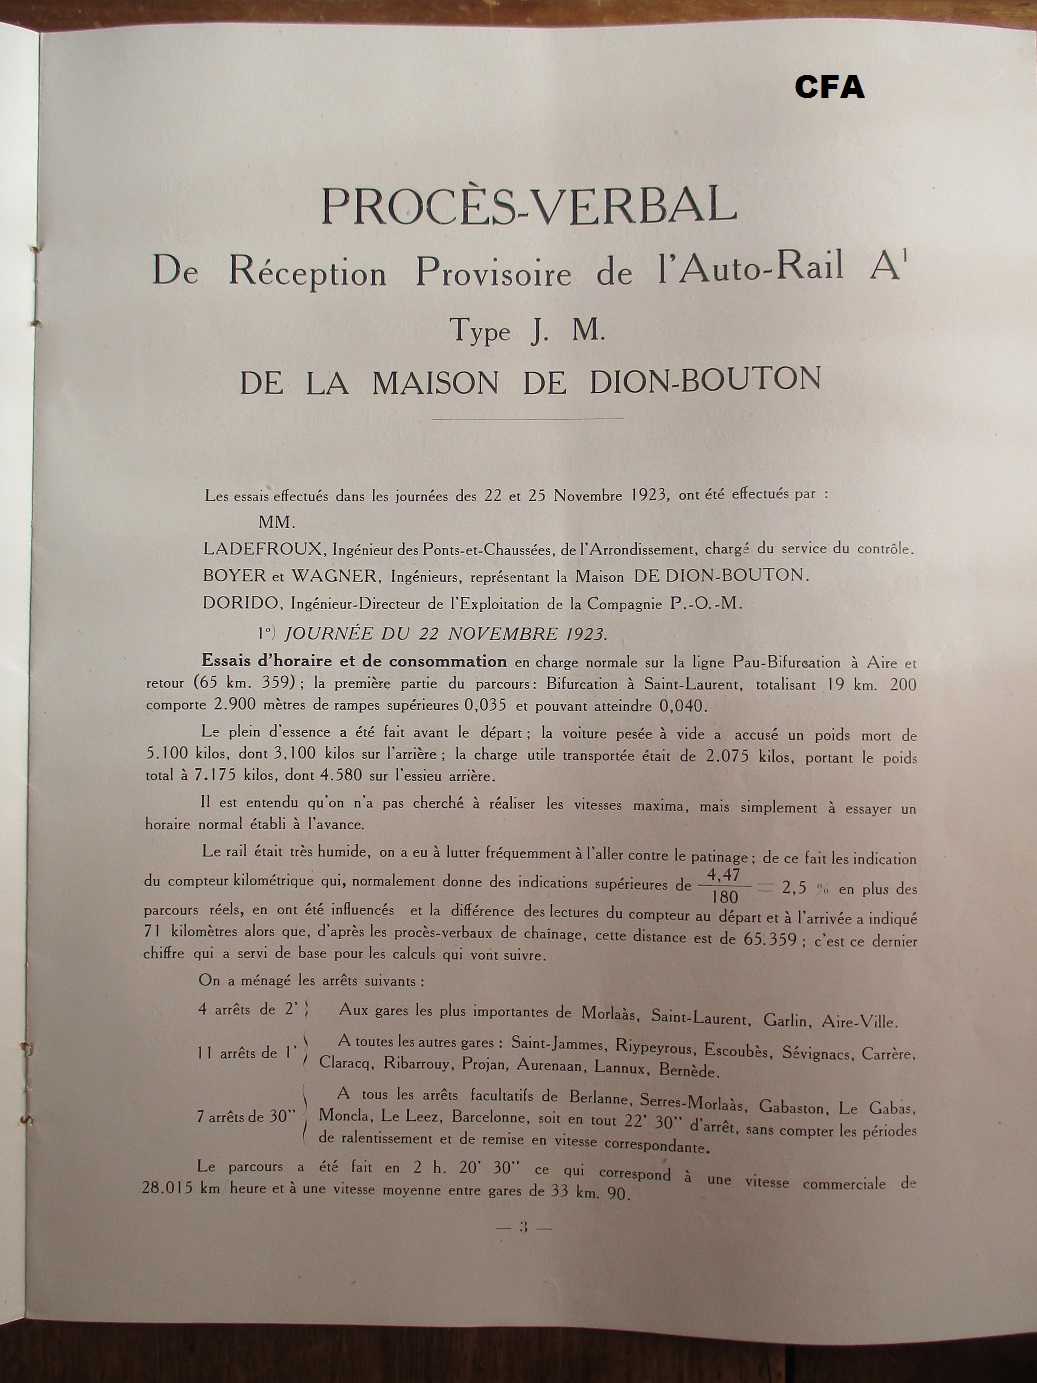 CFA
PROCÈS-VERBAL
De Réception Provisoire de l'Auto-Rail A¹
Type J. M.
DE LA MAISON DE DION-BOUTON
Les essais effectués dans les journées des 22 et 25 Novembre 1923, ont été effectués par :
MM.
LADEFROUX, Ingénieur des Ponts-et-Chaussées, de l'Arrondissement, chargé du service du contrôle.
BOYER et WAGNER, Ingénieurs, représentant la Maison DE DION-BOUTON.
DORIDO, Ingénieur-Directeur de l'Exploitation de la Compagnie P.-O.-M.
1°) JOURNÉE DU 22 NOVEMBRE 1923.
Essais d'horaire et de consommation en charge normale sur la ligne Pau-Bifurcation à Aire et
retour (65 km. 359) ; la première partie du parcours : Bifurcation à Saint-Laurent, totalisant 19 km. 200
comporte 2.900 mètres de rampes supérieures 0,035 et pouvant atteindre 0,040.
Le plein d'essence a été fait avant le départ ; la voiture pesée à vide a accusé un poids mort de
5.100 kilos, dont 3,100 kilos sur l'arrière ; la charge utile transportée était de 2.075 kilos, portant le poids
total à 7.175 kilos, dont 4.580 sur l'essieu arrière.
Il est entendu qu'on n'a pas cherché à réaliser les vitesses maxima, mais simplement à essayer un
horaire normal établi à l'avance.
Le rail était très humide, on a eu à lutter fréquemment à l'aller contre le patinage ; de ce fait les indication
du compteur kilométrique qui, normalement donne des indications supérieures de 4,47/180 = 2,5 % en plus des
parcours réels, en ont été influencés et la différence des lectures du compteur au départ et à l'arrivée a indiqué
71 kilomètres alors que, d'après les procès-verbaux de chaînage, cette distance est de 65.359 ; c'est ce dernier
chiffre qui a servi de base pour les calculs qui vont suivre.
On a ménagé les arrêts suivants :
4 arrêts de 2' ) Aux gares les plus importantes de Morlaàs, Saint-Laurent, Garlin, Aire-Ville.
11 arrêts de 1' ) A toutes les autres gares : Saint-Jammes, Riypeyrous, Escoubès, Sévignacs, Carrère,
Claracq, Ribarrouy, Projan, Aurenaan, Lannux, Bernède.
A tous les arrêts facultatifs de Berlanne, Serres-Morlaàs, Gabaston, Le Gabas,
7 arrêts de 30'' Moncla, Le Leez, Barcelonne, soit en tout 22' 30'' d'arrêt, sans compter les périodes
de ralentissement et de remise en vitesse correspondante.
Le parcours a été fait en 2 h. 20' 30'' ce qui correspond à une vitesse commerciale de
28.015 km heure et à une vitesse moyenne entre gares de 33 km. 90.
— 3 —